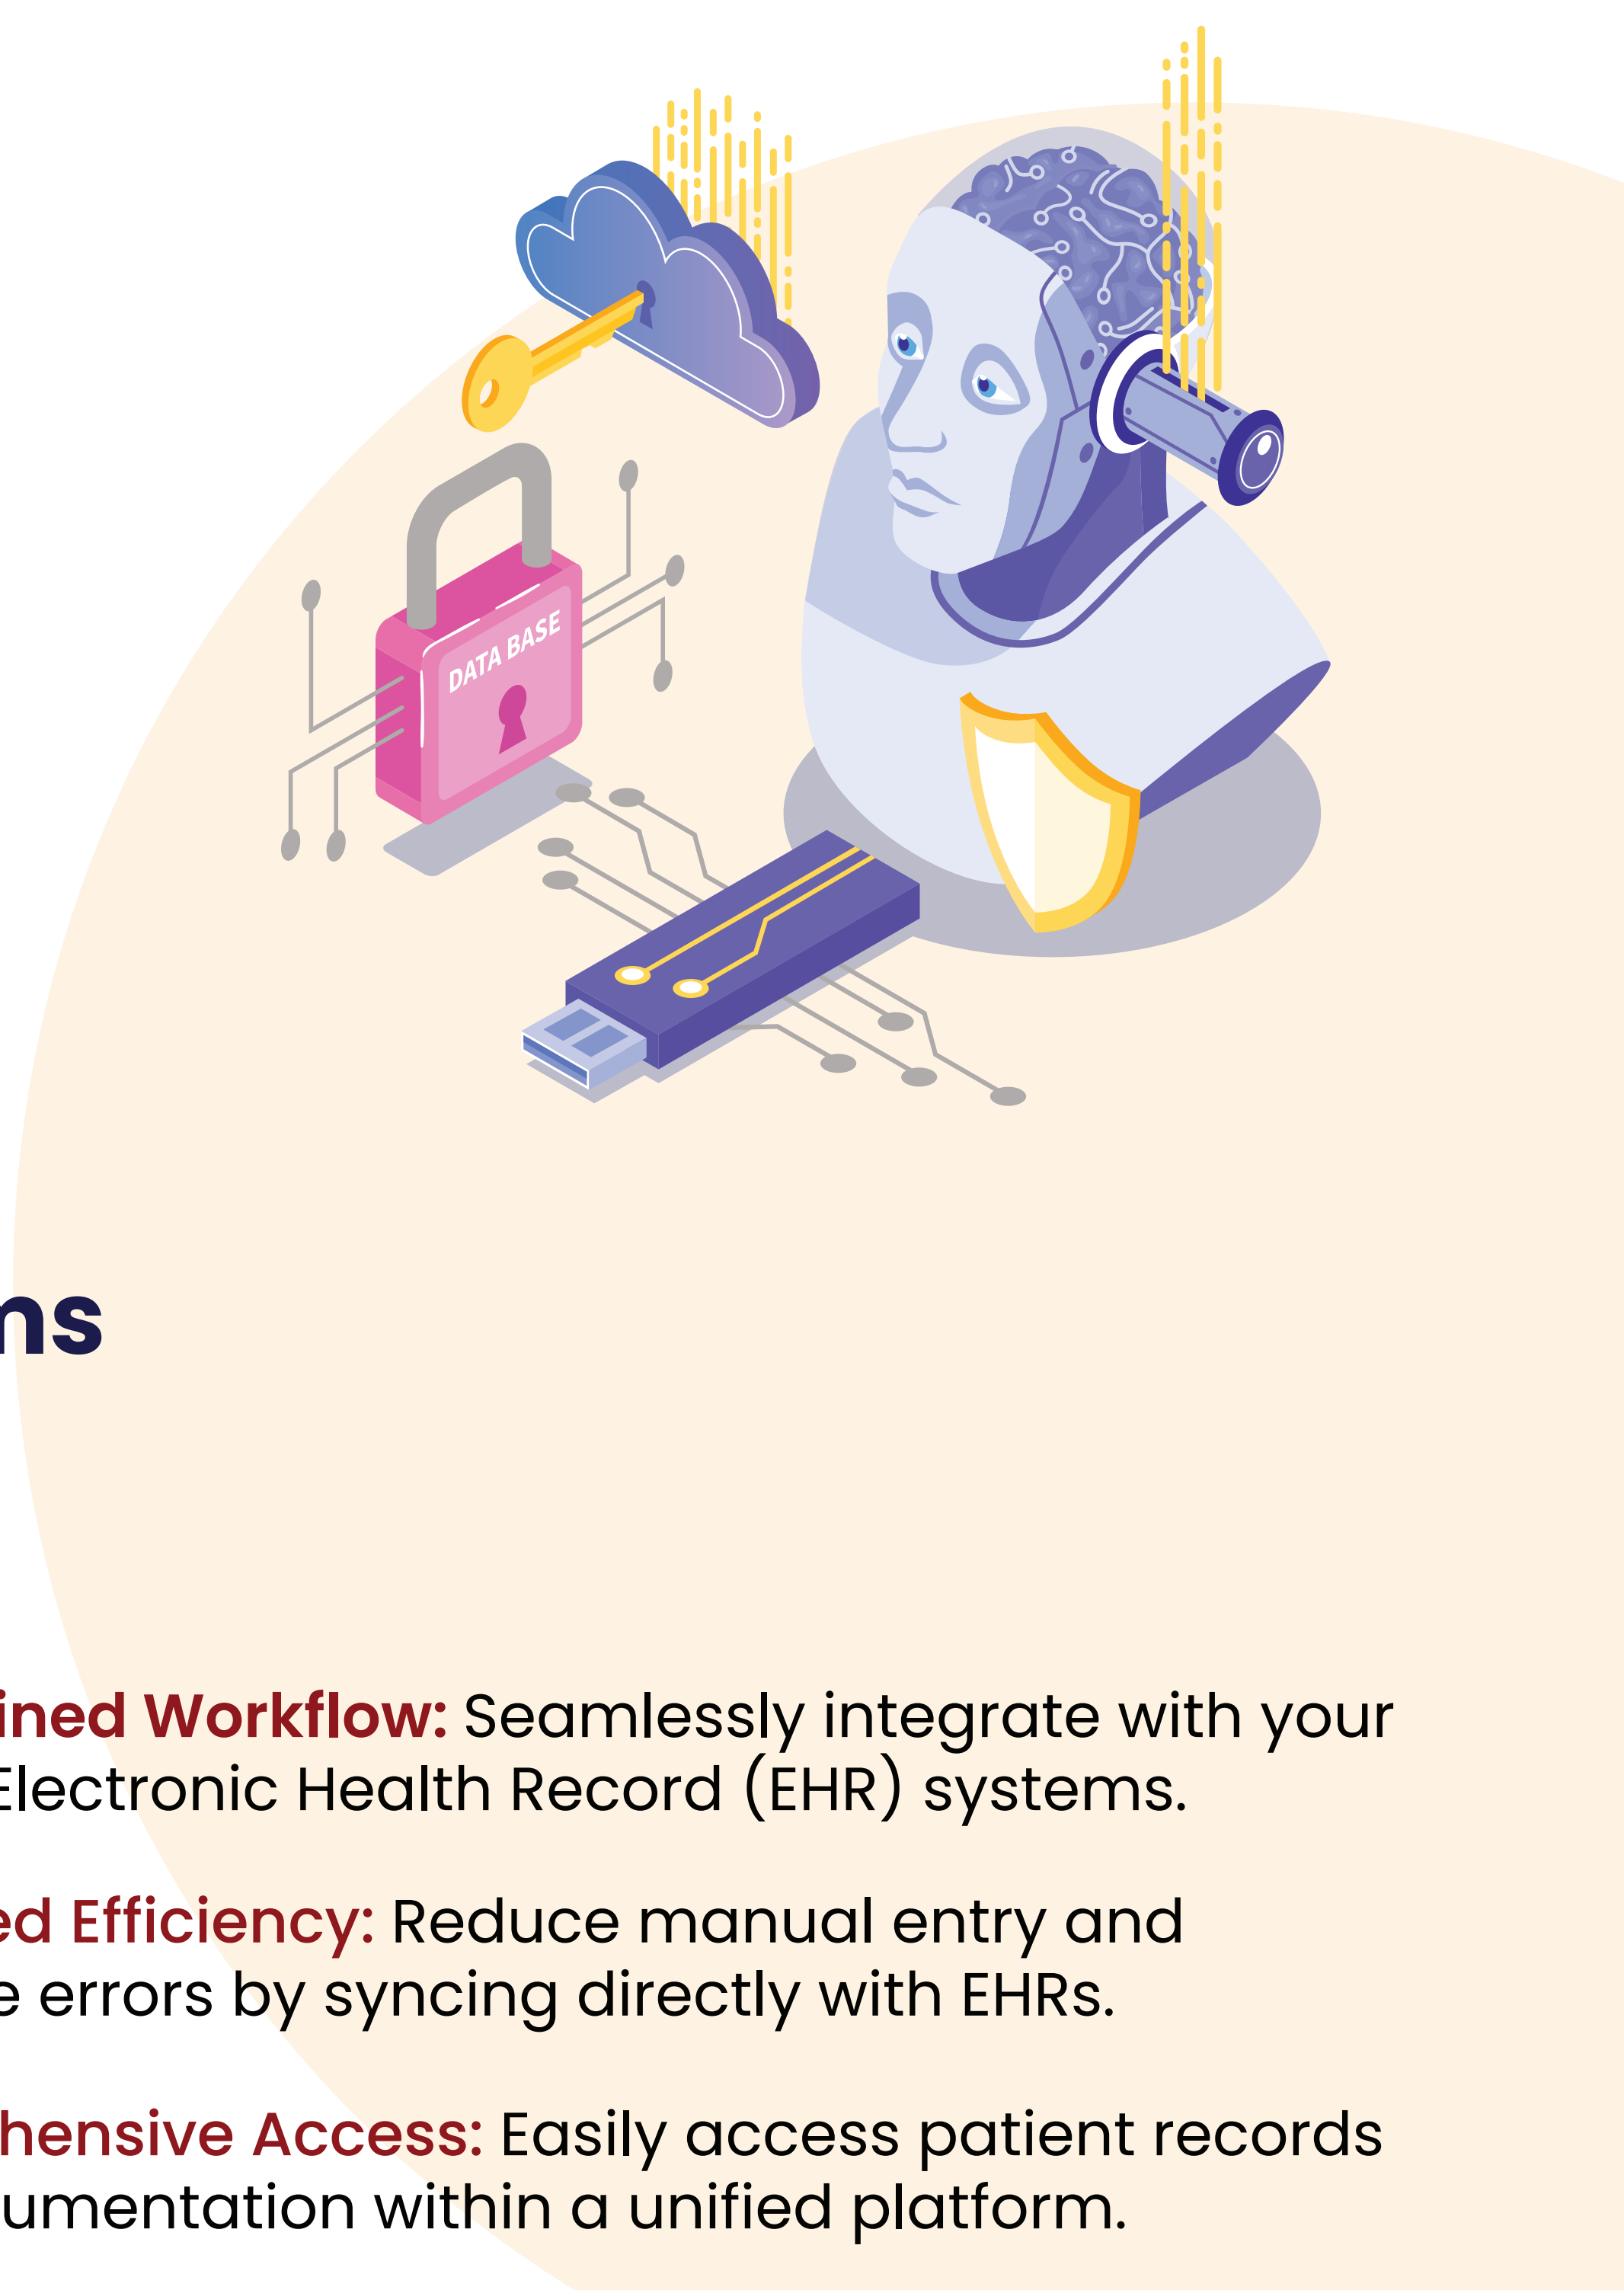 DATA BASE
ns
ined Workflow: Seamlessly integrate with your
Electronic Health Record (EHR) systems.
ed Efficiency: Reduce manual entry and
e errors by syncing directly with EHRs.
hensive Access: Easily access patient records
umentation within a unified platform.